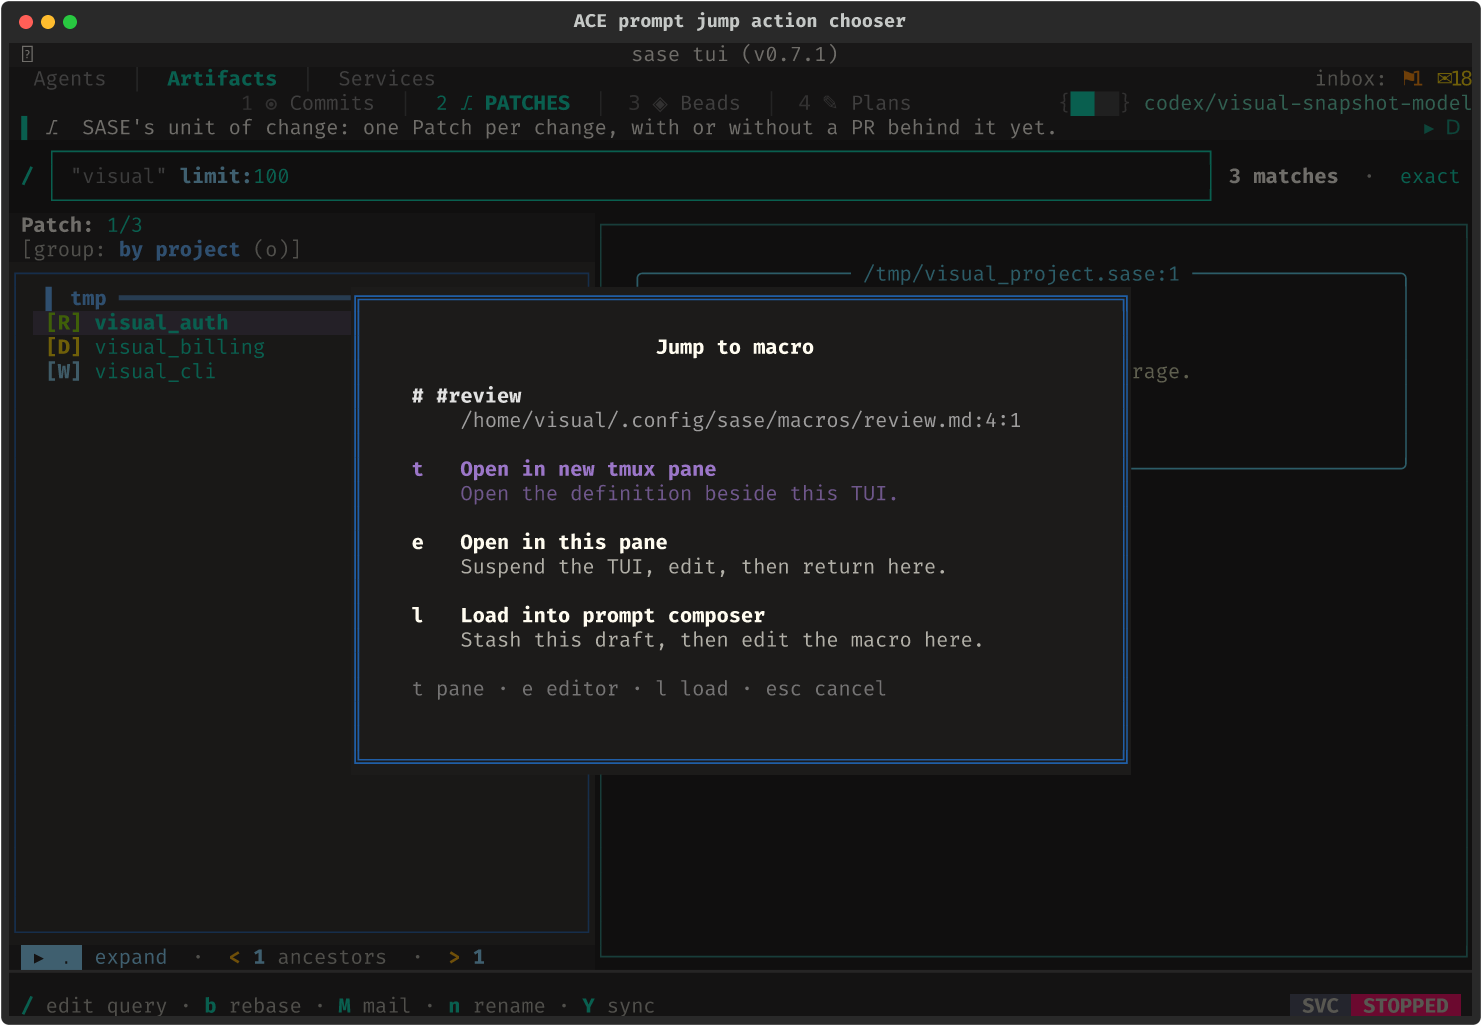 ACE prompt jump action chooser
sase tui (v0.7.1)
Agents │ Artifacts │ Services inbox: ⚑1 ✉18
1 ⊙ Commits │ 2 PATCHES │ 3 ◈ Beads │ 4 ✎ Plans { } codex/visual-snapshot-model
SASE's unit of change: one Patch per change, with or without a PR behind it yet. ▸ D
/ "visual" limit:100 3 matches · exact
Patch: 1/3
[group: by project (o)]
/tmp/visual_project.sase:1
tmp
[R] visual_auth
[D] visual_billing
[W] visual_cli
rage.
Jump to macro
# #review
/home/visual/.config/sase/macros/review.md:4:1
t Open in new tmux pane
Open the definition beside this TUI.
e Open in this pane
Suspend the TUI, edit, then return here.
l Load into prompt composer
Stash this draft, then edit the macro here.
t pane · e editor · l load · esc cancel
▸ . expand · < 1 ancestors · > 1
/ edit query · b rebase · M mail · n rename · Y sync
SVC STOPPED